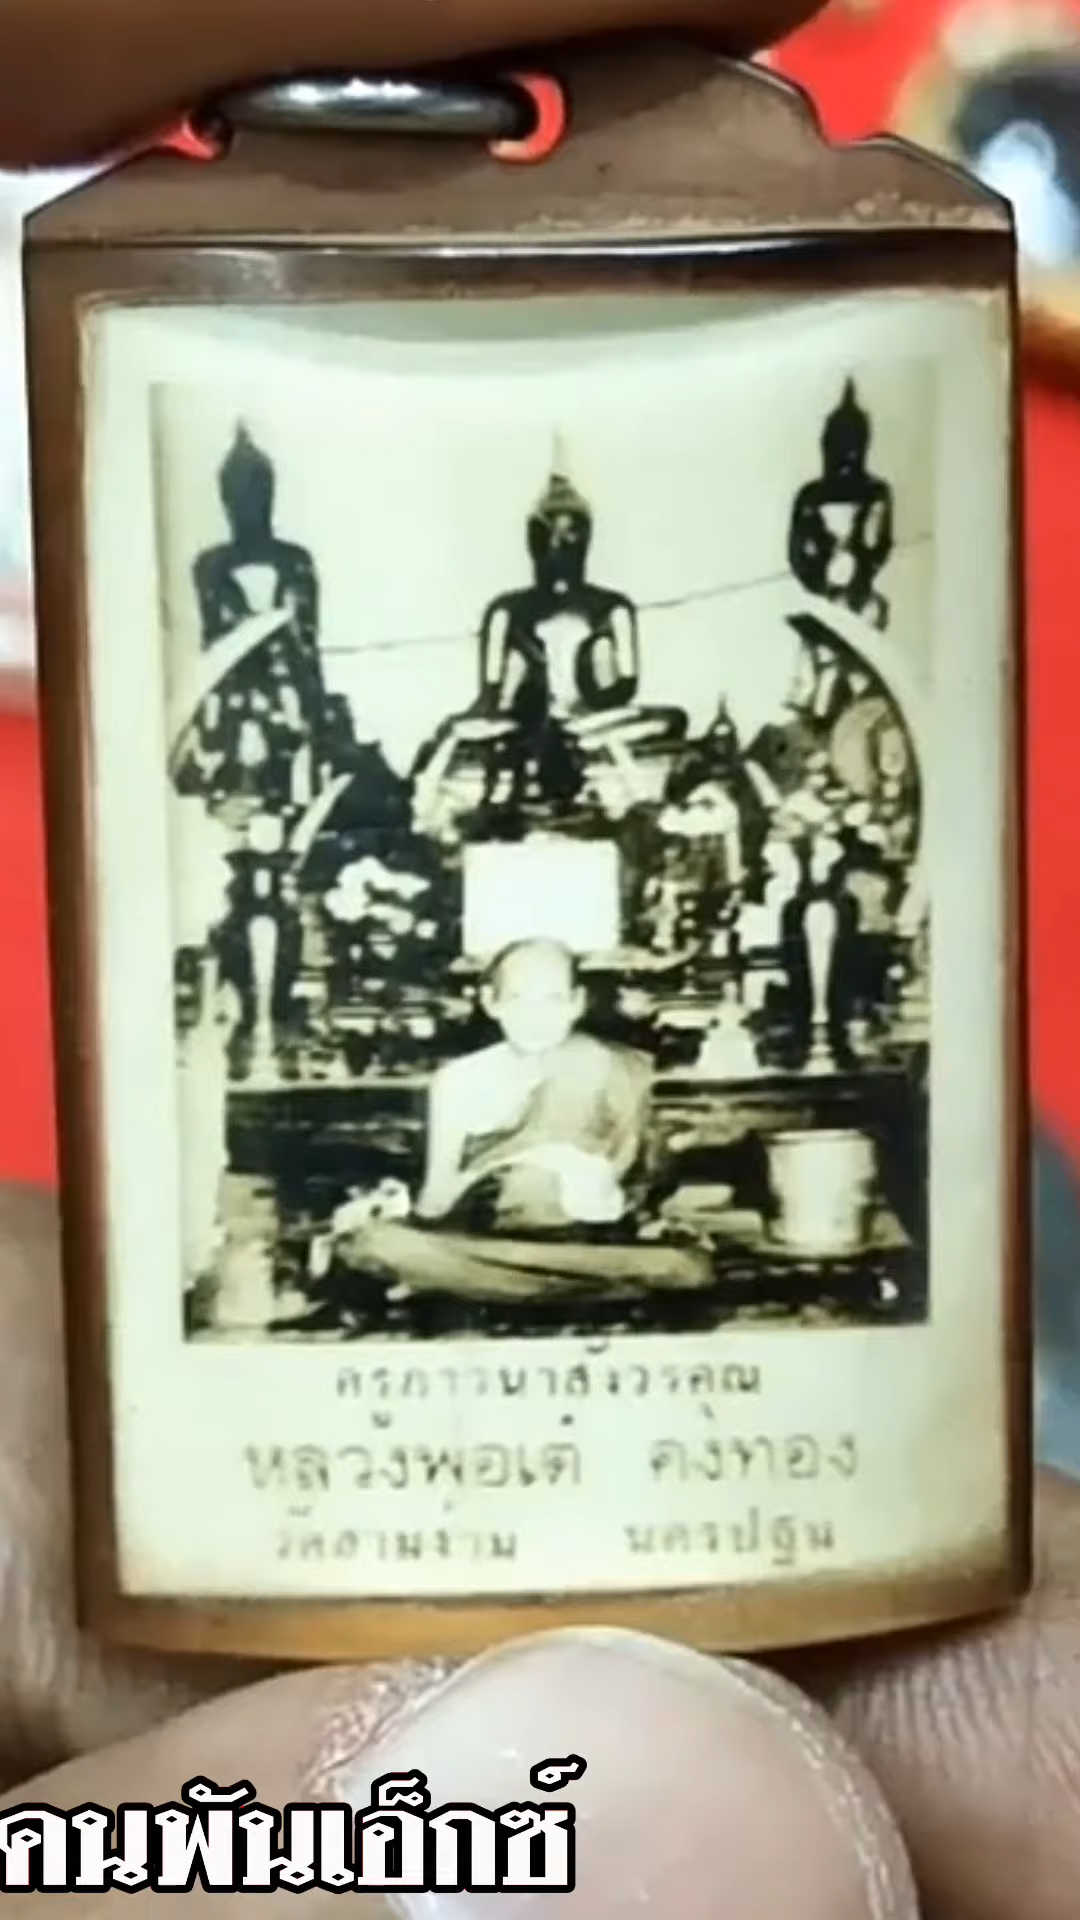 ครูภาวนาสังวรคุณ
หลวงพ่อเต๋ คงทอง
วัดสามง่าม นครปฐม
คนพันเอ็กซ์